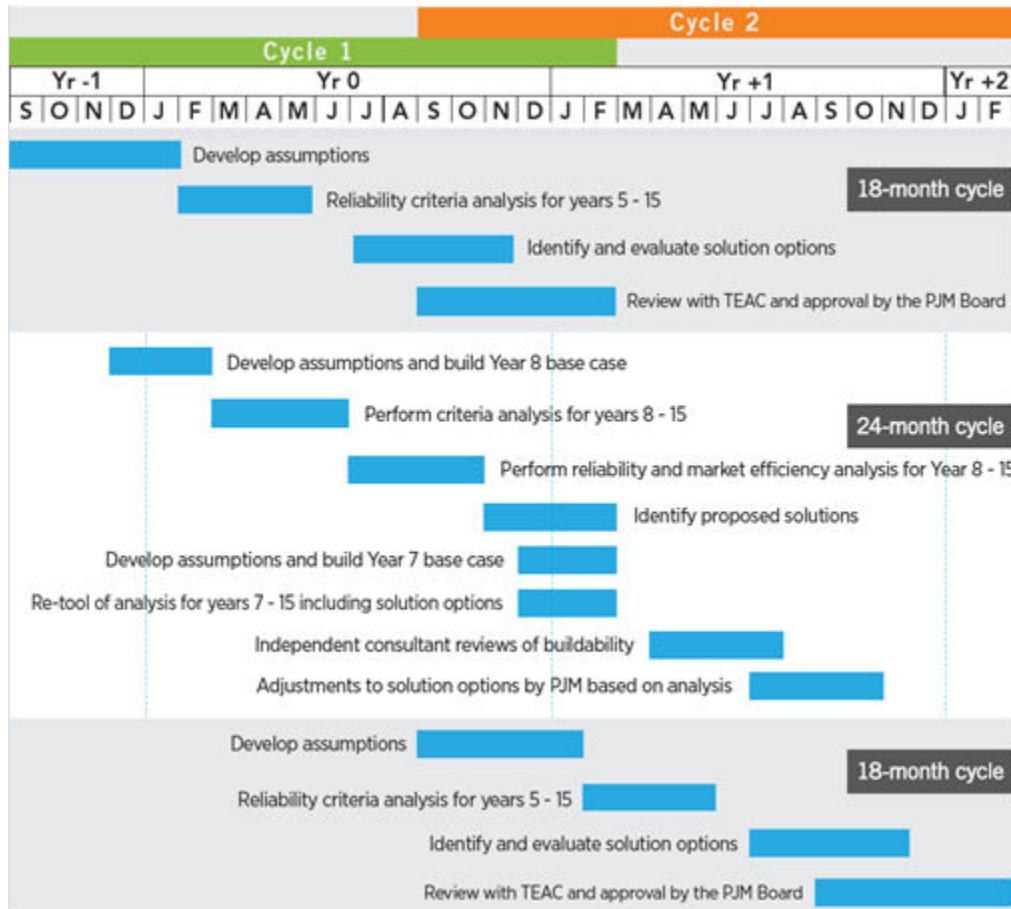 Cycle 2
Cycle 1
Yr -1 Yr 0 Yr +1 Yr +2
S O N D J F M A M J J A S O N D J F M A M J J A S O N D J F
Develop assumptions
18-month cycle
Reliability criteria analysis for years 5 - 15
Identify and evaluate solution options
Review with TEAC and approval by the PJM Board
Develop assumptions and build Year 8 base case
Perform criteria analysis for years 8 - 15
24-month cycle
Perform reliability and market efficiency analysis for Year 8 - 15
Identify proposed solutions
Develop assumptions and build Year 7 base case
Re-tool of analysis for years 7 - 15 including solution options
Independent consultant reviews of buildability
Adjustments to solution options by PJM based on analysis
Develop assumptions
18-month cycle
Reliability criteria analysis for years 5 - 15
Identify and evaluate solution options
Review with TEAC and approval by the PJM Board